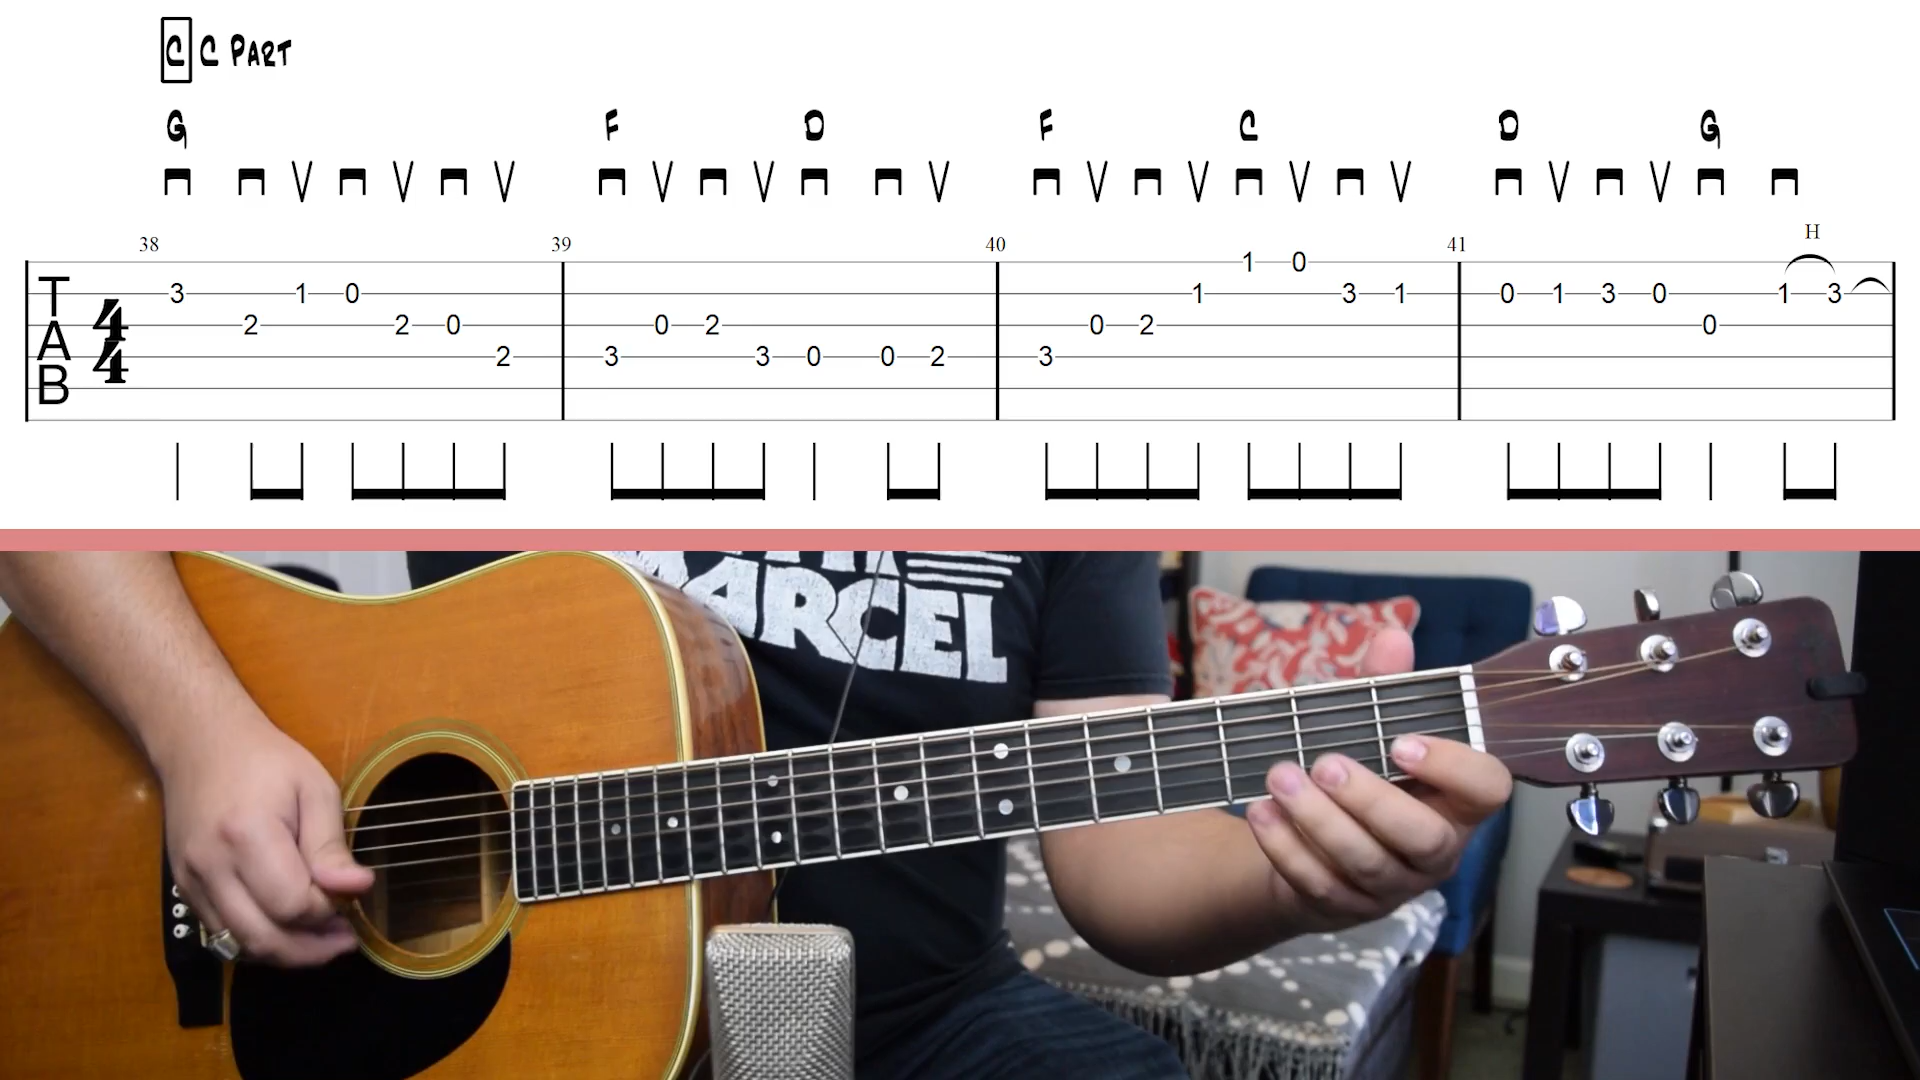 C C PART
G F D F C D G
38 39 40 41 H
1 0
T 3 1 0 1 3 1 0 1 3 0 1 3
4 A 2 2 0 0 2 0 2 0
4 2 3 3 0 0 2 3
B
MARCEL